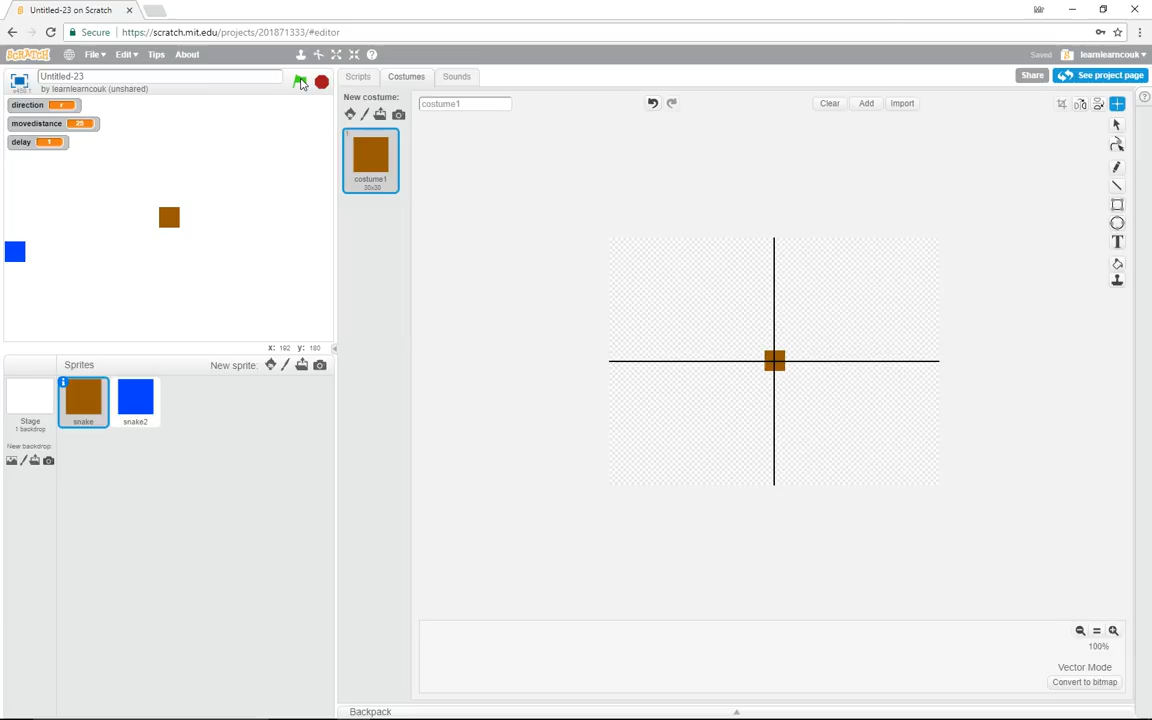 Untitled-23 on Scratch
Secure https://scratch.mit.edu/projects/201871333/#editor
SCRATCH File Edit Tips About Saved learnlearncouk
Untitled-23
by learnlearncouk (unshared)
Scripts Costumes Sounds Share See project page
direction r
movedistance 25
delay 1
New costume:
costume1 Clear Add Import
1
costume1
30x30
x: 192 y: 180
Sprites New sprite:
Stage
1 backdrop
New backdrop:
snake snake2
100%
Vector Mode
Convert to bitmap
Backpack